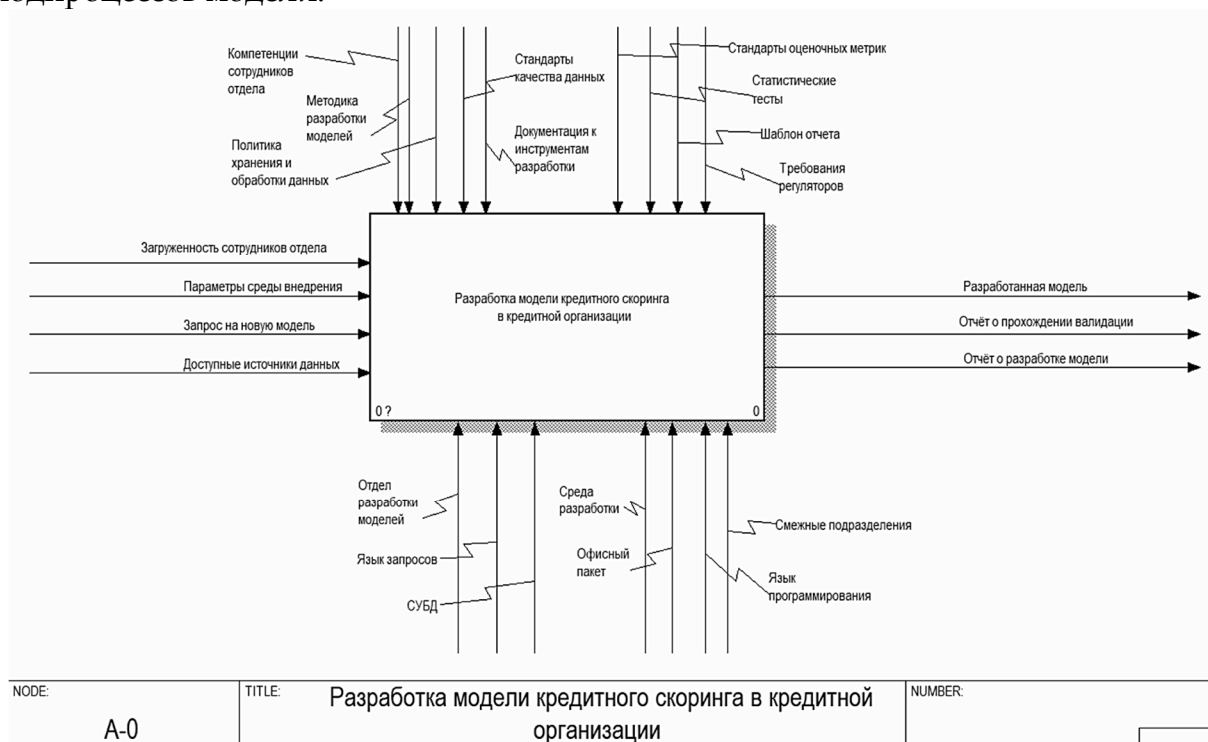 подпроцессов модели.
Компетенции
сотрудников
отдела
Методика
разработки
моделей
Политика
хранения и
обработки данных
Стандарты
качества данных
Документация к
инструментам
разработки
Стандарты оценочных метрик
Статистические
тесты
Шаблон отчета
Требования
регуляторов
Загруженность сотрудников отдела
Параметры среды внедрения
Запрос на новую модель
Доступные источники данных
Разработка модели кредитного скоринга
в кредитной организации
0 ?
0
Разработанная модель
Отчёт о прохождении валидации
Отчёт о разработке модели
Отдел
разработки
моделей
Язык запросов
СУБД
Среда
разработки
Офисный
пакет
Смежные подразделения
Язык
программирования
NODE:
A-0
TITLE:
Разработка модели кредитного скоринга в кредитной
организации
NUMBER: